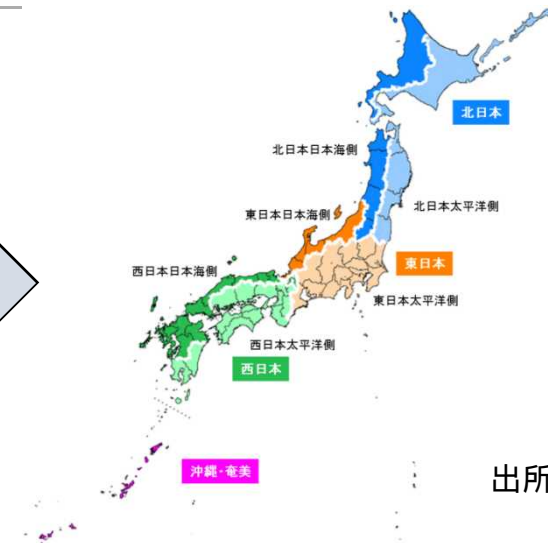 北日本
北日本日本海側
北日本太平洋側
東日本日本海側
東日本
西日本日本海側
東日本太平洋側
西日本太平洋側
西日本
沖縄・奄美
出所